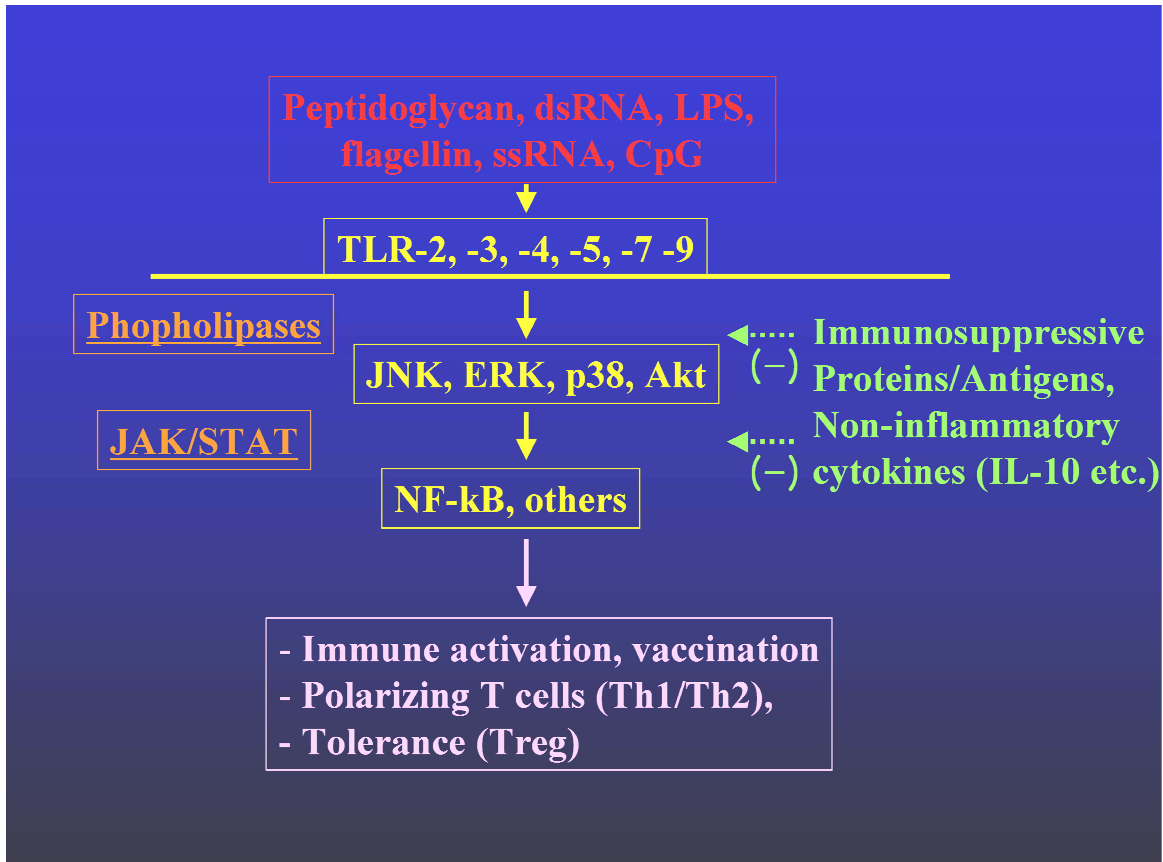 Peptidoglycan, dsRNA, LPS,
flagellin, ssRNA, CpG
TLR-2, -3, -4, -5, -7 -9
Phopholipases
JNK, ERK, p38, Akt
JAK/STAT
NF-kB, others
(–)
(–)
Immunosuppressive
Proteins/Antigens,
Non-inflammatory
cytokines (IL-10 etc.)
- Immune activation, vaccination
- Polarizing T cells (Th1/Th2),
- Tolerance (Treg)